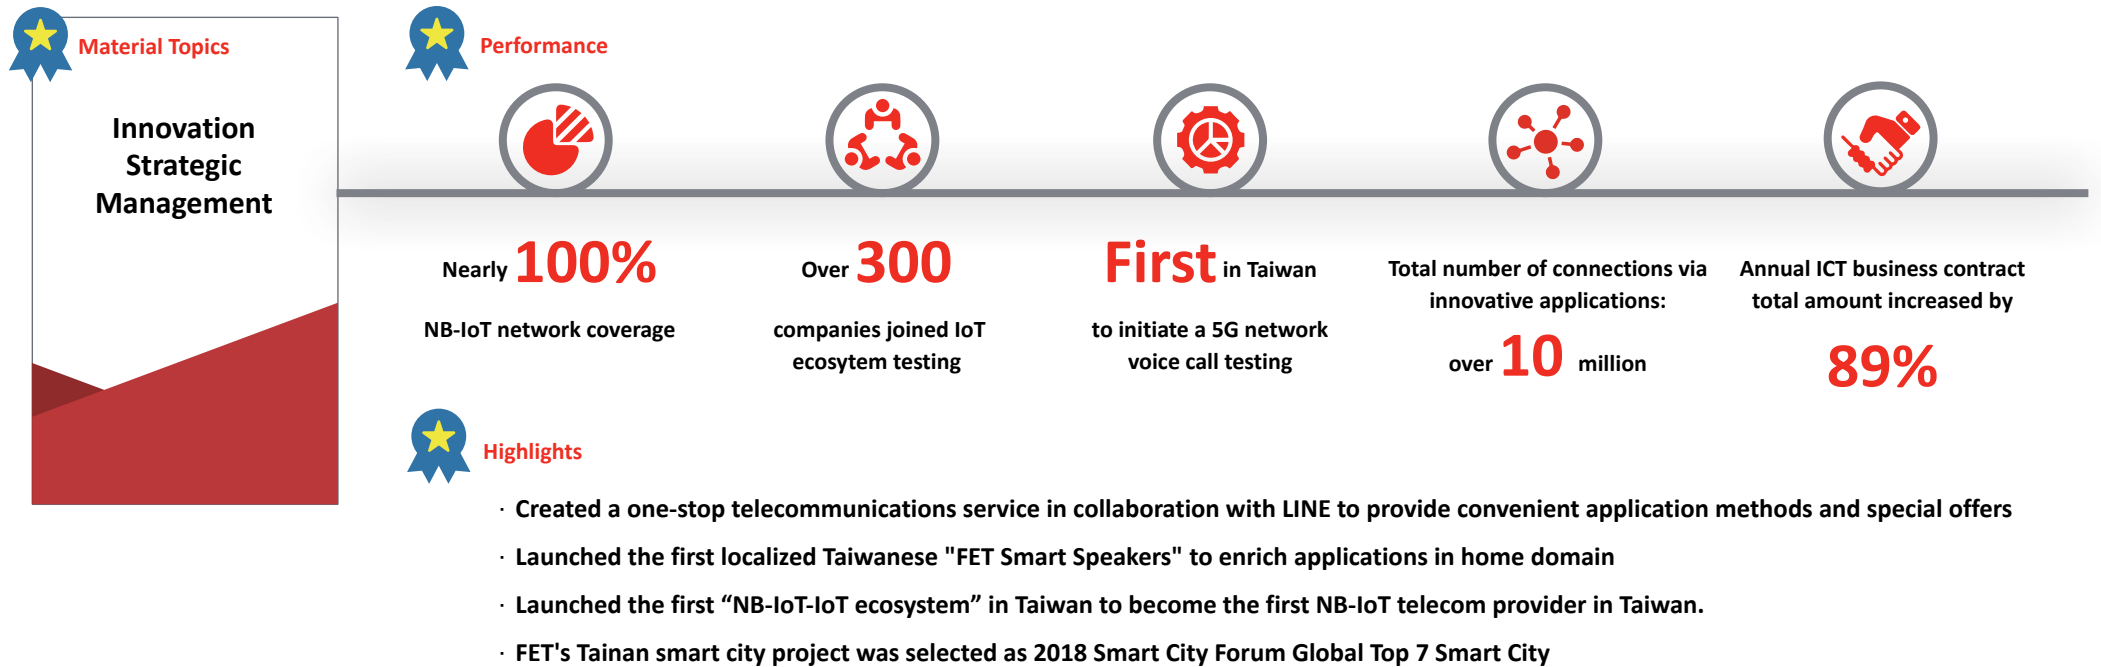 Material Topics
Innovation
Strategic
Management
Performance
Nearly 100%
NB-IoT network coverage
Over 300
companies joined IoT
ecosytem testing
First in Taiwan
to initiate a 5G network
voice call testing
Total number of connections via
innovative applications:
over 10 million
Annual ICT business contract
total amount increased by
89%
Highlights
· Created a one-stop telecommunications service in collaboration with LINE to provide convenient application methods and special offers
· Launched the first localized Taiwanese "FET Smart Speakers" to enrich applications in home domain
· Launched the first “NB-IoT-IoT ecosystem” in Taiwan to become the first NB-IoT telecom provider in Taiwan.
· FET's Tainan smart city project was selected as 2018 Smart City Forum Global Top 7 Smart City